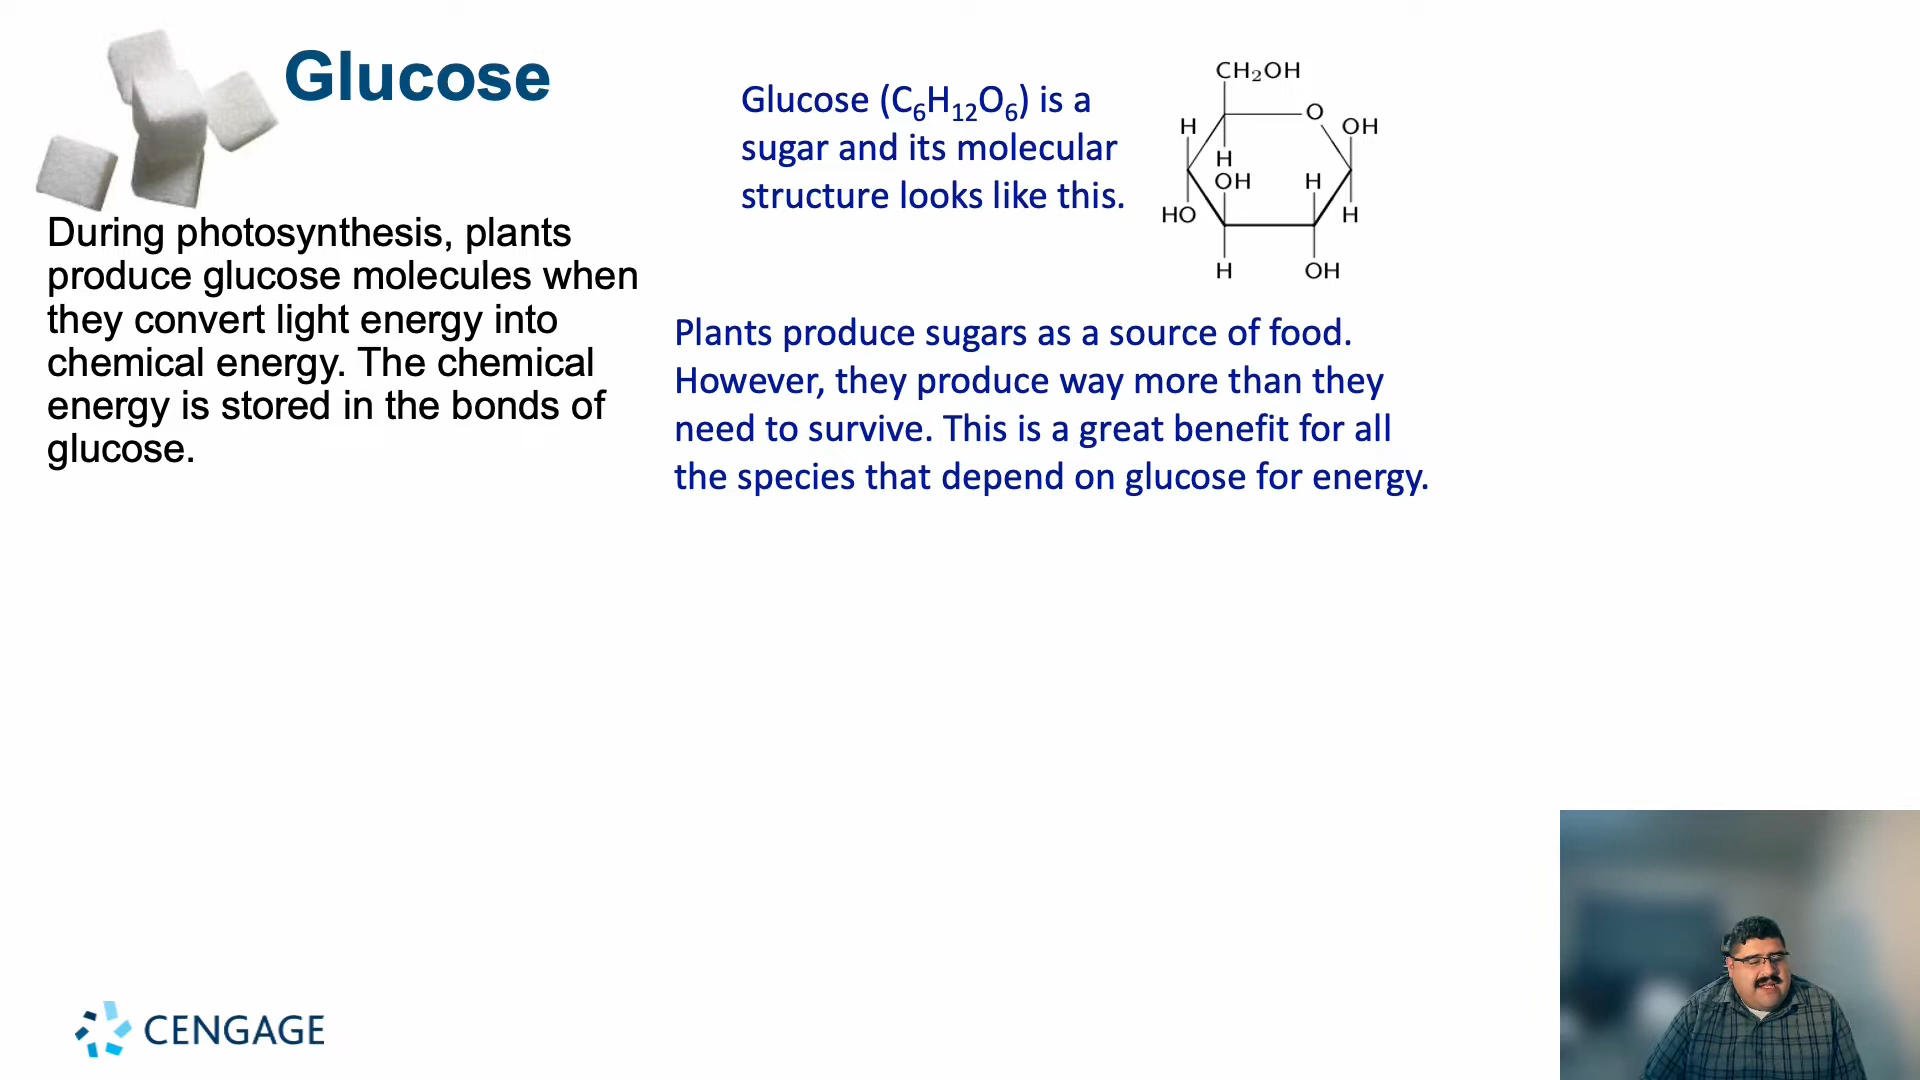 Glucose
During photosynthesis, plants
produce glucose molecules when
they convert light energy into
chemical energy. The chemical
energy is stored in the bonds of
glucose.
Glucose (C₆H₁₂O₆) is a
sugar and its molecular
structure looks like this.
CH₂OH
O
H OH
H
OH H
HO H
H OH
Plants produce sugars as a source of food.
However, they produce way more than they
need to survive. This is a great benefit for all
the species that depend on glucose for energy.
CENGAGE